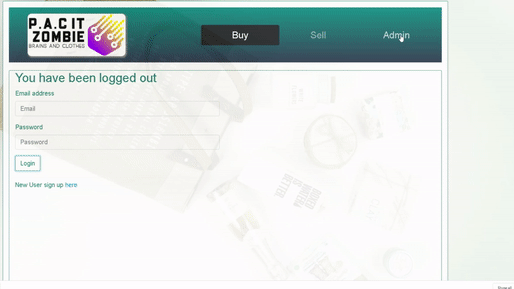 P.A.C IT
ZOMBIE
BRAINS AND CLOTHES
Buy
Sell
Admin
You have been logged out
Email address
Email
Password
Password
Login
New User sign up here